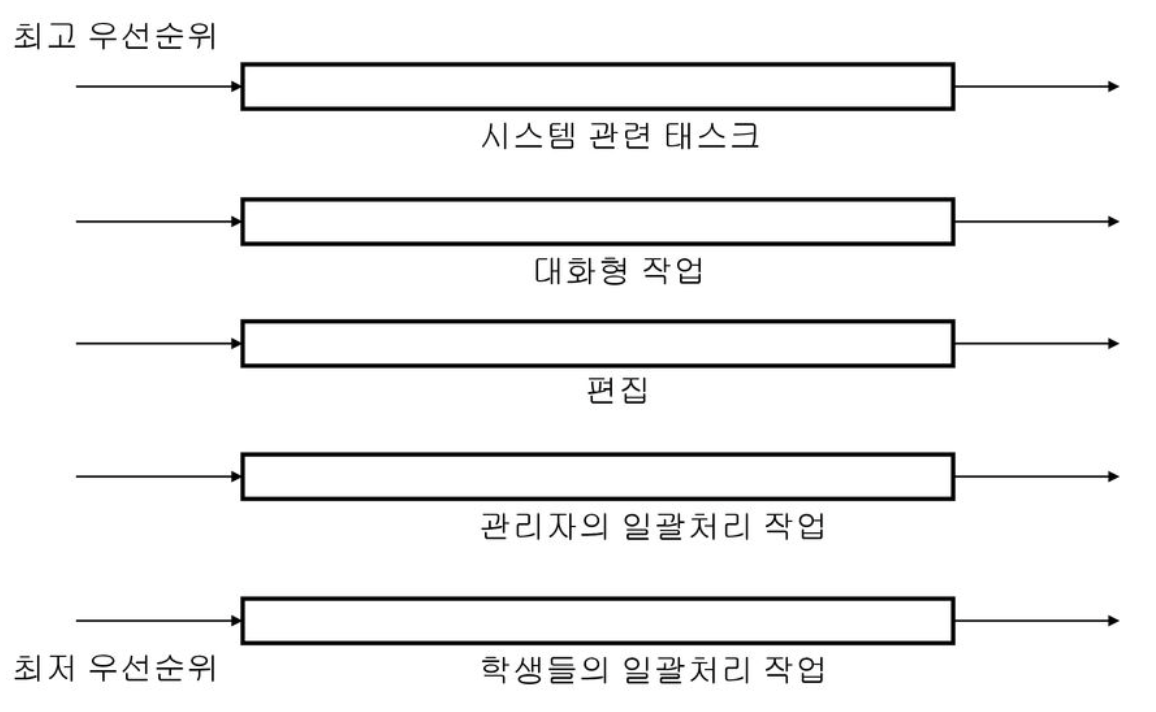 최고 우선순위
시스템 관련 태스크
대화형 작업
편집
관리자의 일괄처리 작업
최저 우선순위
학생들의 일괄처리 작업